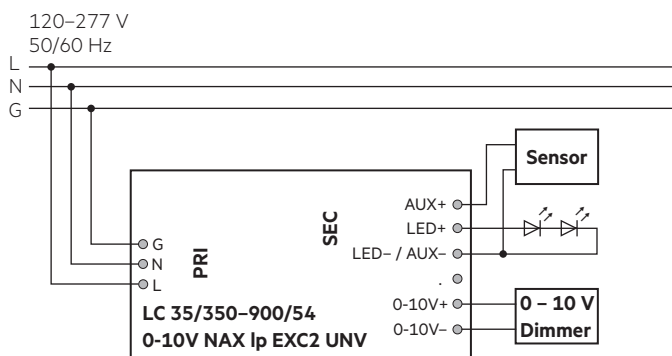 120–277 V
50/60 Hz
L
N
G
Sensor
AUX+
LED+
LED– / AUX–
.
0-10V+
0-10V–
SEC
PRI
G
N
L
LC 35/350–900/54
0-10V NAX lp EXC2 UNV
0 – 10 V
Dimmer